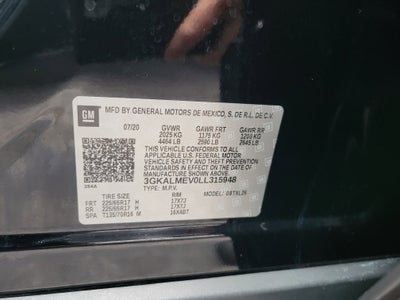 GM
MFD BY GENERAL MOTORS DE MEXICO, S. DE R.L. DE C.V.
07/20 GVWR GAWR FRT GAWR RR
2025 KG 1175 KG 1200 KG
4464 LB 2590 LB 2645 LB
THIS VEHICLE CONFORMS TO ALL
APPLICABLE U.S. FEDERAL MOTOR
VEHICLE SAFETY AND THEFT PREVENTION
STANDARDS IN EFFECT ON THE DATE OF
MANUFACTURE SHOWN ABOVE.
3GKALMEV0LL315948
TYPE: M.P.V. MODEL:
TIRE SIZE RIM
FRT 225/65R17 H 17X7J
RR 225/65R17 H 17X7J
SPA T135/70R16 M 16X4BT